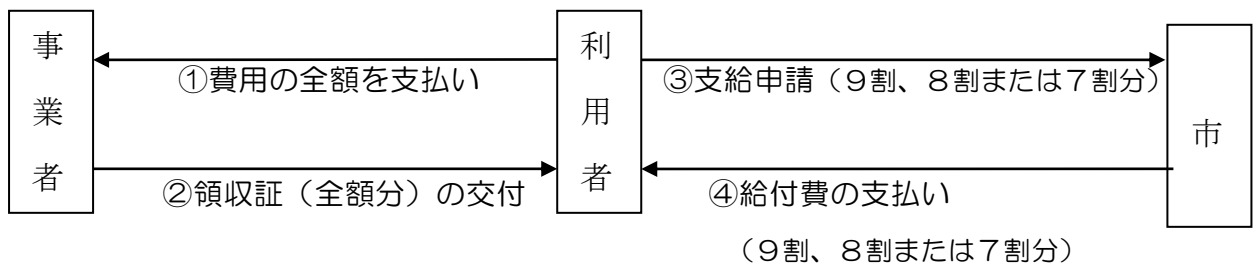 事業者
利用者
市
①費用の全額を支払い
③支給申請（９割、８割または７割分）
②領収証（全額分）の交付
④給付費の支払い
（９割、８割または７割分）